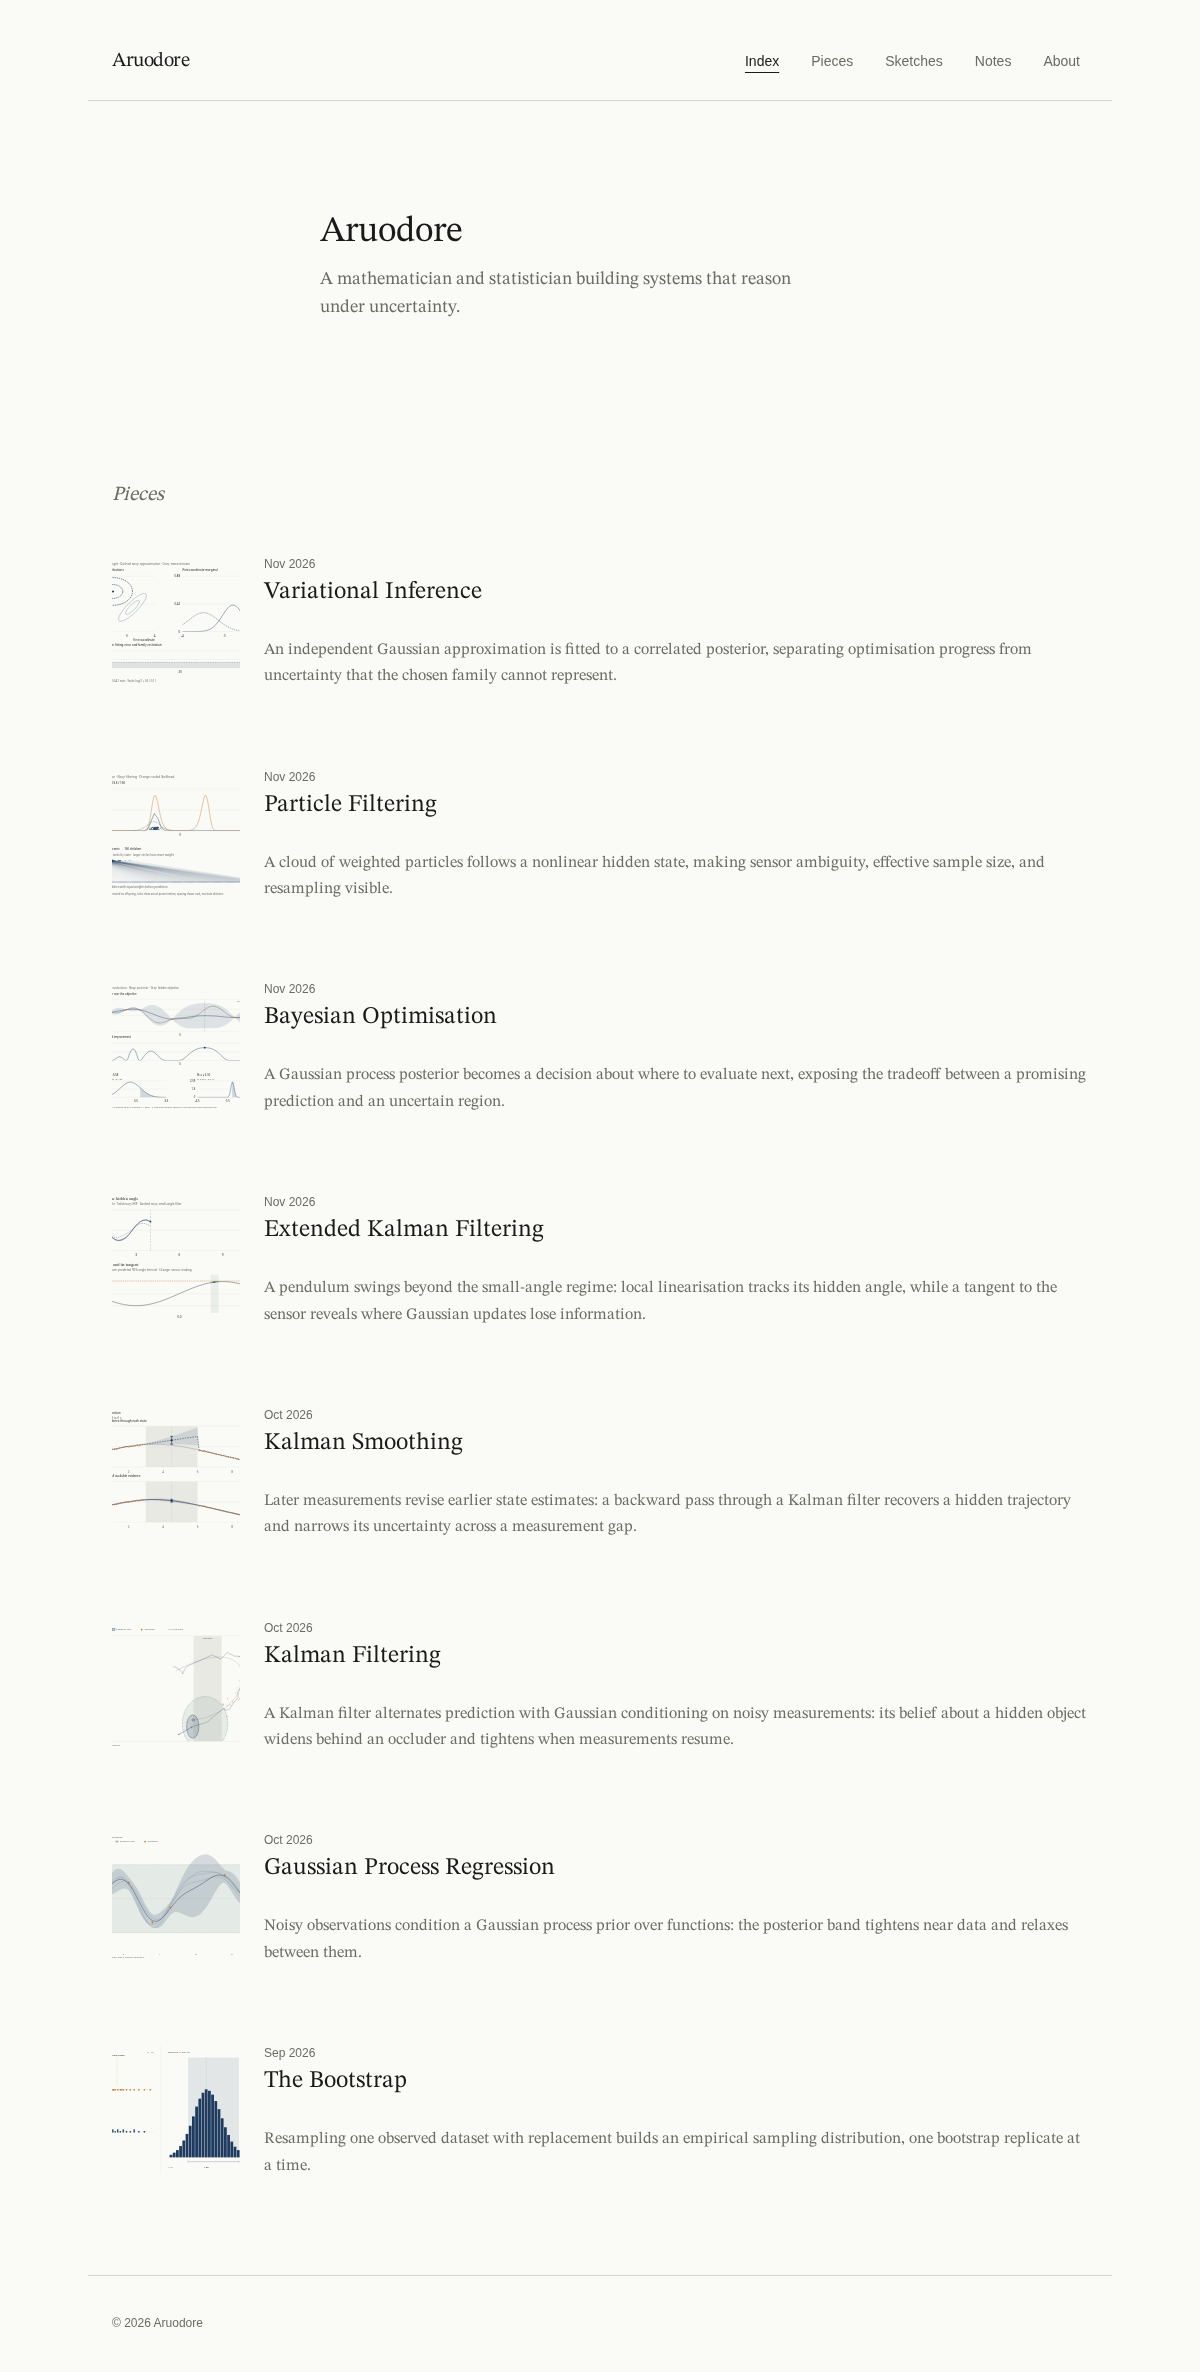 Aruodore
Index Pieces Sketches Notes About
Aruodore
A mathematician and statistician building systems that reason
under uncertainty.
Pieces
Nov 2026
Variational Inference
An independent Gaussian approximation is fitted to a correlated posterior, separating optimisation progress from
uncertainty that the chosen family cannot represent.
Nov 2026
Particle Filtering
A cloud of weighted particles follows a nonlinear hidden state, making sensor ambiguity, effective sample size, and
resampling visible.
Nov 2026
Bayesian Optimisation
A Gaussian process posterior becomes a decision about where to evaluate next, exposing the tradeoff between a promising
prediction and an uncertain region.
Nov 2026
Extended Kalman Filtering
A pendulum swings beyond the small-angle regime: local linearisation tracks its hidden angle, while a tangent to the
sensor reveals where Gaussian updates lose information.
Oct 2026
Kalman Smoothing
Later measurements revise earlier state estimates: a backward pass through a Kalman filter recovers a hidden trajectory
and narrows its uncertainty across a measurement gap.
Oct 2026
Kalman Filtering
A Kalman filter alternates prediction with Gaussian conditioning on noisy measurements: its belief about a hidden object
widens behind an occluder and tightens when measurements resume.
Oct 2026
Gaussian Process Regression
Noisy observations condition a Gaussian process prior over functions: the posterior band tightens near data and relaxes
between them.
Sep 2026
The Bootstrap
Resampling one observed dataset with replacement builds an empirical sampling distribution, one bootstrap replicate at
a time.
© 2026 Aruodore